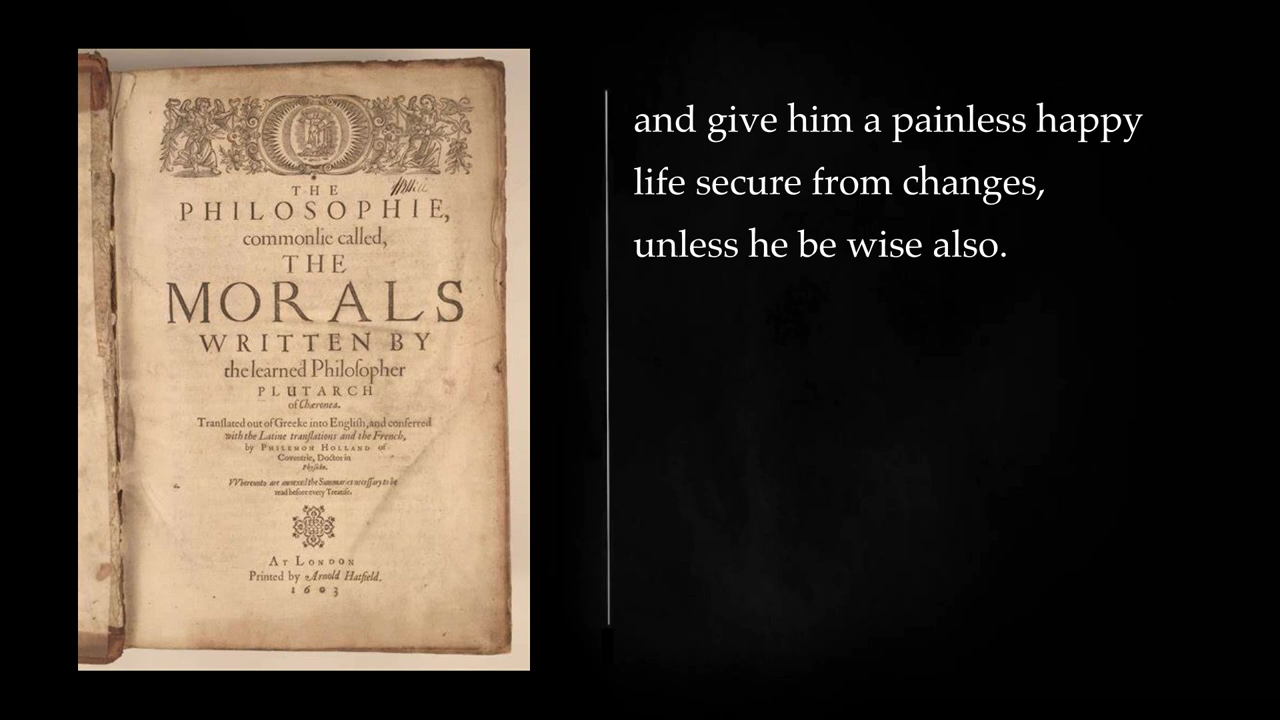 THE
PHILOSOPHIE,
commonlie called,
THE
MORALS
WRITTEN BY
the learned Philoſopher
PLUTARCH
of Chæronea.
Tranſlated out of Greeke into Engliſh, and conferred
with the Latine tranſlations and the French,
by PHILEMON HOLLAND of
Coventrie, Doctor in
Phyſicke.
VVhereunto are annexed the Summaries neceſſary to be
read before every Treatiſe.
AT LONDON
Printed by Arnold Hatfield.
1603
and give him a painless happy
life secure from changes,
unless he be wise also.